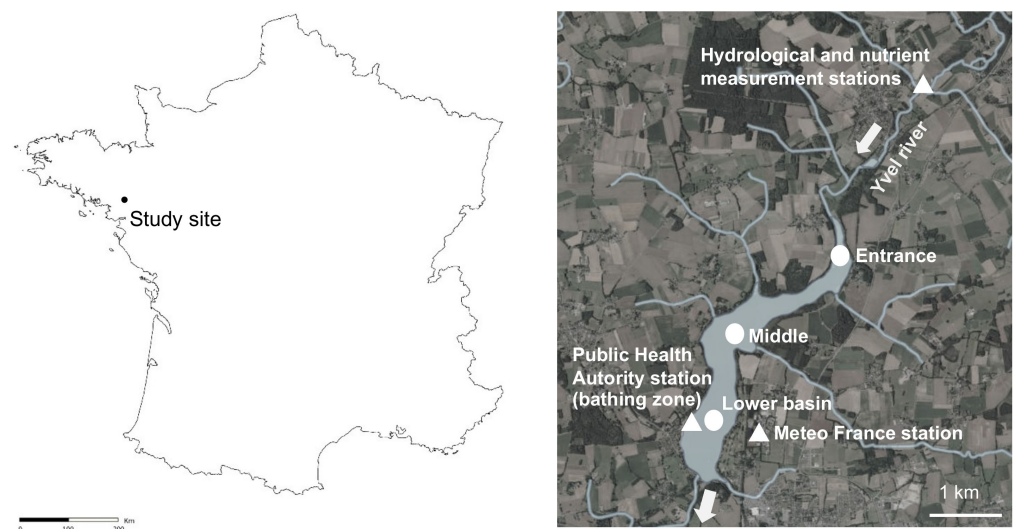 Study site
Km
0 100 200
Hydrological and nutrient
measurement stations
Yvel river
Entrance
Middle
Public Health
Autority station
(bathing zone)
Lower basin
Meteo France station
1 km